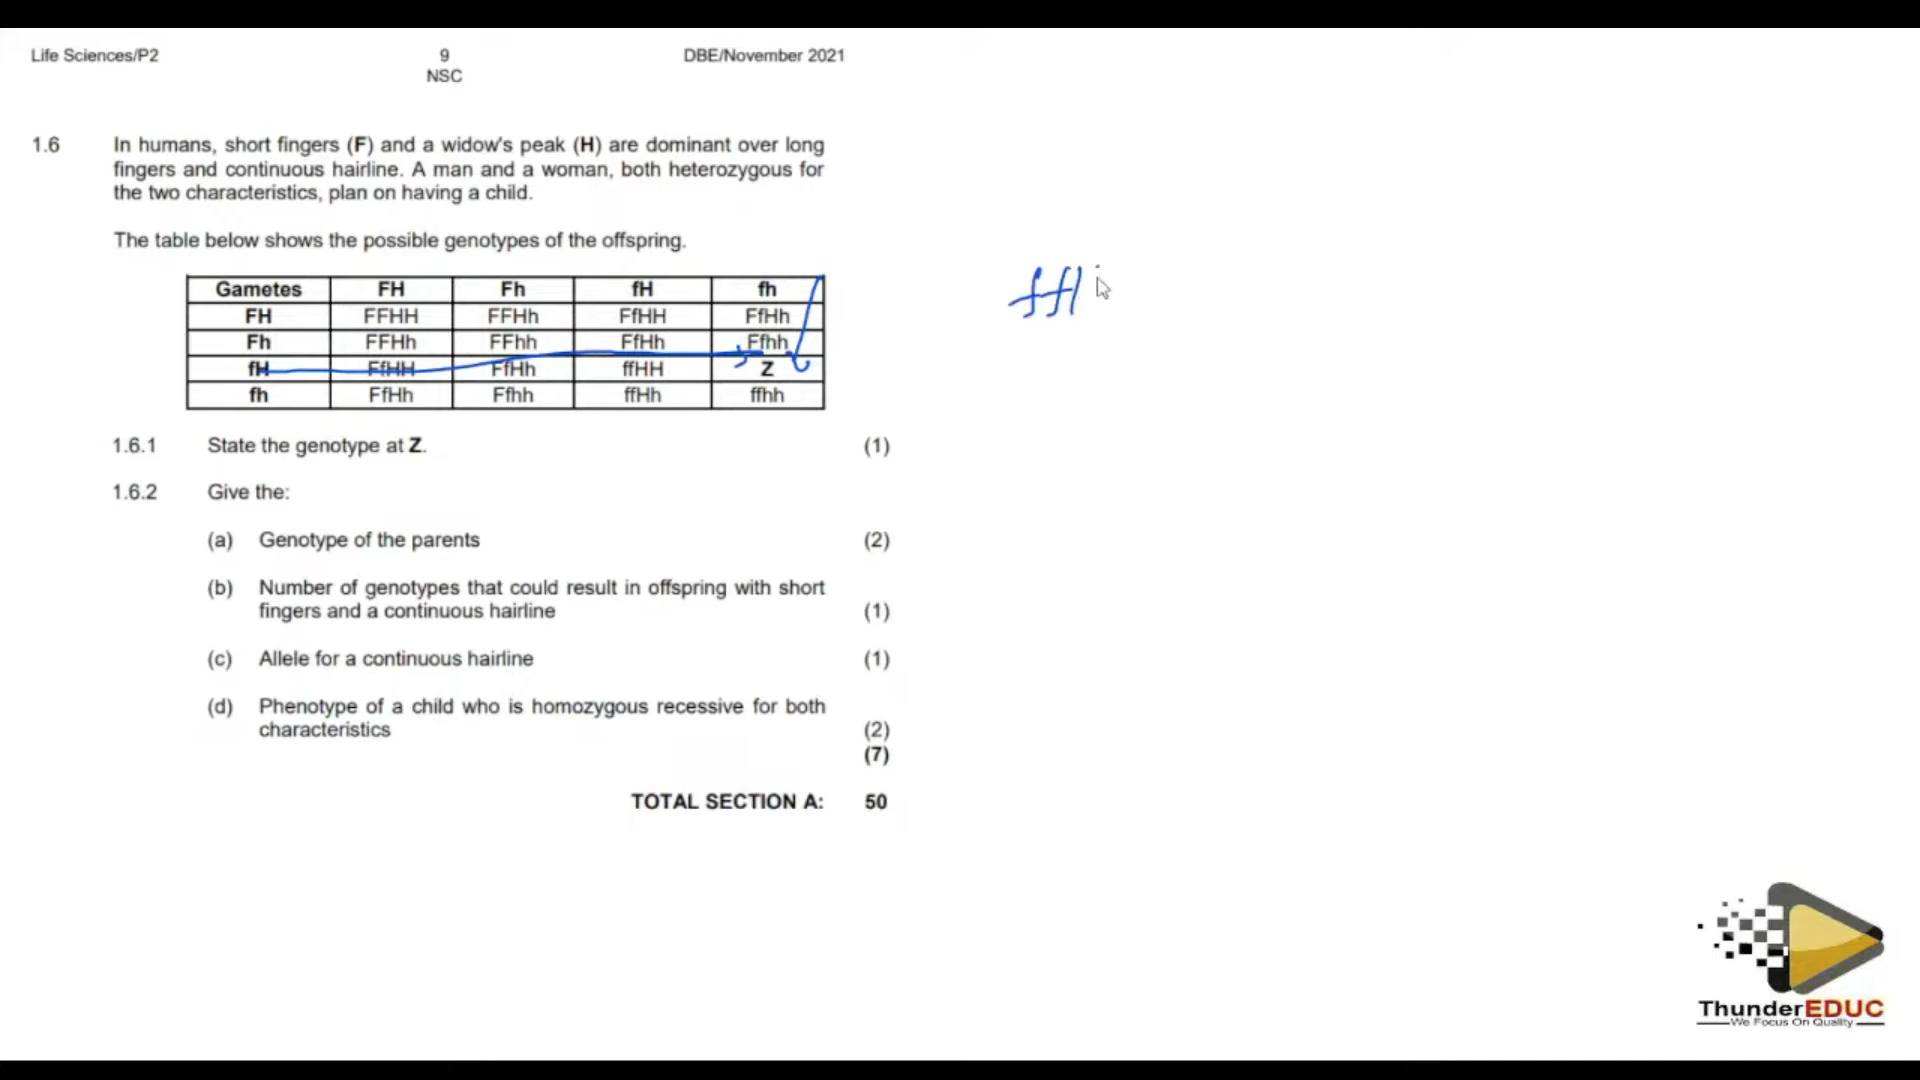 Life Sciences/P2 9 DBE/November 2021
NSC
1.6 In humans, short fingers (F) and a widow's peak (H) are dominant over long
fingers and continuous hairline. A man and a woman, both heterozygous for
the two characteristics, plan on having a child.
The table below shows the possible genotypes of the offspring.
Gametes FH Fh fH fh
FH FFHH FFHh FfHH FfHh
Fh FFHh FFhh FfHh Ffhh
fH FfHH FfHh ffHH Z
fh FfHh Ffhh ffHh ffhh
ffH
1.6.1 State the genotype at Z. (1)
1.6.2 Give the:
(a) Genotype of the parents (2)
(b) Number of genotypes that could result in offspring with short
fingers and a continuous hairline (1)
(c) Allele for a continuous hairline (1)
(d) Phenotype of a child who is homozygous recessive for both
characteristics (2)
(7)
TOTAL SECTION A: 50
ThunderEDUC
We Focus On Quality